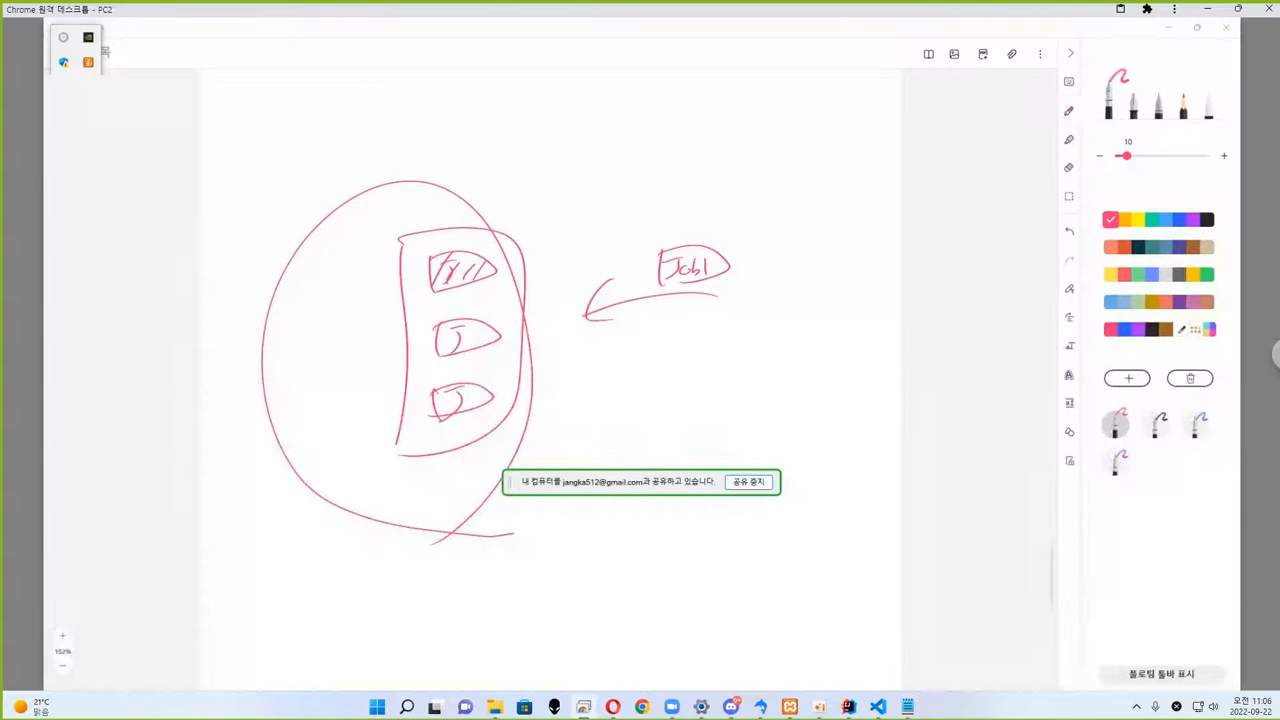 Chrome 원격 데스크톱 - PC2
목
10
Job1
J
J
내 컴퓨터를 jangka512@gmail.com과 공유하고 있습니다.
공유 중지
152%
플로팅 툴바 표시
21°C
맑음
오전 11:06
2022-09-22